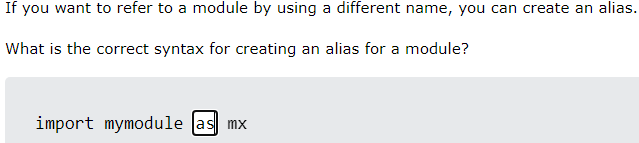 If you want to refer to a module by using a different name, you can create an alias.
What is the correct syntax for creating an alias for a module?
import mymodule as mx